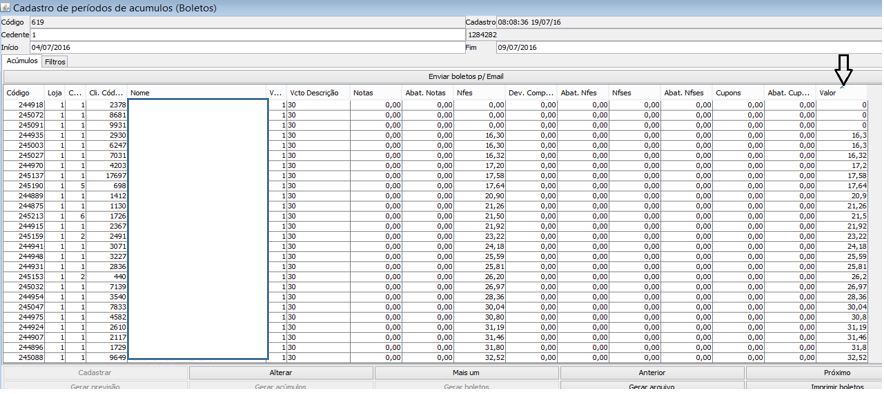 Cadastro de períodos de acumulos (Boletos)
Código 619 Cadastro 08:08:36 19/07/16
Cedente 1 1284282
Início 04/07/2016 Fim 09/07/2016
Acúmulos Filtros
Enviar boletos p/ Email
Código Loja C... Cli. Cód... Nome V... Vcto Descrição Notas Abat. Notas Nfes Dev. Comp... Abat. Nfes Nfses Abat. Nfses Cupons Abat. Cup... Valor
244918 1 1 2378 1 30 0,00 0,00 0,00 0,00 0,00 0,00 0,00 0,00 0,00 0
245072 1 1 8681 1 30 0,00 0,00 0,00 0,00 0,00 0,00 0,00 0,00 0,00 0
245091 1 1 9931 1 30 0,00 0,00 0,00 0,00 0,00 0,00 0,00 0,00 0,00 0
244935 1 1 2930 1 30 0,00 0,00 16,30 0,00 0,00 0,00 0,00 0,00 0,00 16,3
245003 1 1 6247 1 30 0,00 0,00 16,30 0,00 0,00 0,00 0,00 0,00 0,00 16,3
245027 1 1 7031 1 30 0,00 0,00 16,32 0,00 0,00 0,00 0,00 0,00 0,00 16,32
244970 1 1 4203 1 30 0,00 0,00 17,20 0,00 0,00 0,00 0,00 0,00 0,00 17,2
245137 1 1 17697 1 30 0,00 0,00 17,58 0,00 0,00 0,00 0,00 0,00 0,00 17,58
245190 1 5 698 1 30 0,00 0,00 17,64 0,00 0,00 0,00 0,00 0,00 0,00 17,64
244889 1 1 1412 1 30 0,00 0,00 20,90 0,00 0,00 0,00 0,00 0,00 0,00 20,9
244875 1 1 1130 1 30 0,00 0,00 21,26 0,00 0,00 0,00 0,00 0,00 0,00 21,26
245213 1 6 1726 1 30 0,00 0,00 21,50 0,00 0,00 0,00 0,00 0,00 0,00 21,5
244915 1 1 2367 1 30 0,00 0,00 21,92 0,00 0,00 0,00 0,00 0,00 0,00 21,92
245159 1 2 2491 1 30 0,00 0,00 23,22 0,00 0,00 0,00 0,00 0,00 0,00 23,22
244941 1 1 3071 1 30 0,00 0,00 24,18 0,00 0,00 0,00 0,00 0,00 0,00 24,18
244948 1 1 3227 1 30 0,00 0,00 25,59 0,00 0,00 0,00 0,00 0,00 0,00 25,59
244931 1 1 2836 1 30 0,00 0,00 25,81 0,00 0,00 0,00 0,00 0,00 0,00 25,81
245153 1 2 440 1 30 0,00 0,00 26,20 0,00 0,00 0,00 0,00 0,00 0,00 26,2
245032 1 1 7139 1 30 0,00 0,00 26,97 0,00 0,00 0,00 0,00 0,00 0,00 26,97
244954 1 1 3540 1 30 0,00 0,00 28,36 0,00 0,00 0,00 0,00 0,00 0,00 28,36
245047 1 1 7833 1 30 0,00 0,00 30,04 0,00 0,00 0,00 0,00 0,00 0,00 30,04
244975 1 1 4582 1 30 0,00 0,00 30,80 0,00 0,00 0,00 0,00 0,00 0,00 30,8
244924 1 1 2610 1 30 0,00 0,00 31,19 0,00 0,00 0,00 0,00 0,00 0,00 31,19
244907 1 1 2117 1 30 0,00 0,00 31,46 0,00 0,00 0,00 0,00 0,00 0,00 31,46
244896 1 1 1729 1 30 0,00 0,00 31,80 0,00 0,00 0,00 0,00 0,00 0,00 31,8
245088 1 1 9649 1 30 0,00 0,00 32,52 0,00 0,00 0,00 0,00 0,00 0,00 32,52
Cadastrar Alterar Mais um Anterior Próximo
Gerar previsão Gerar acúmulos Gerar boletos Gerar arquivo Imprimir boletos